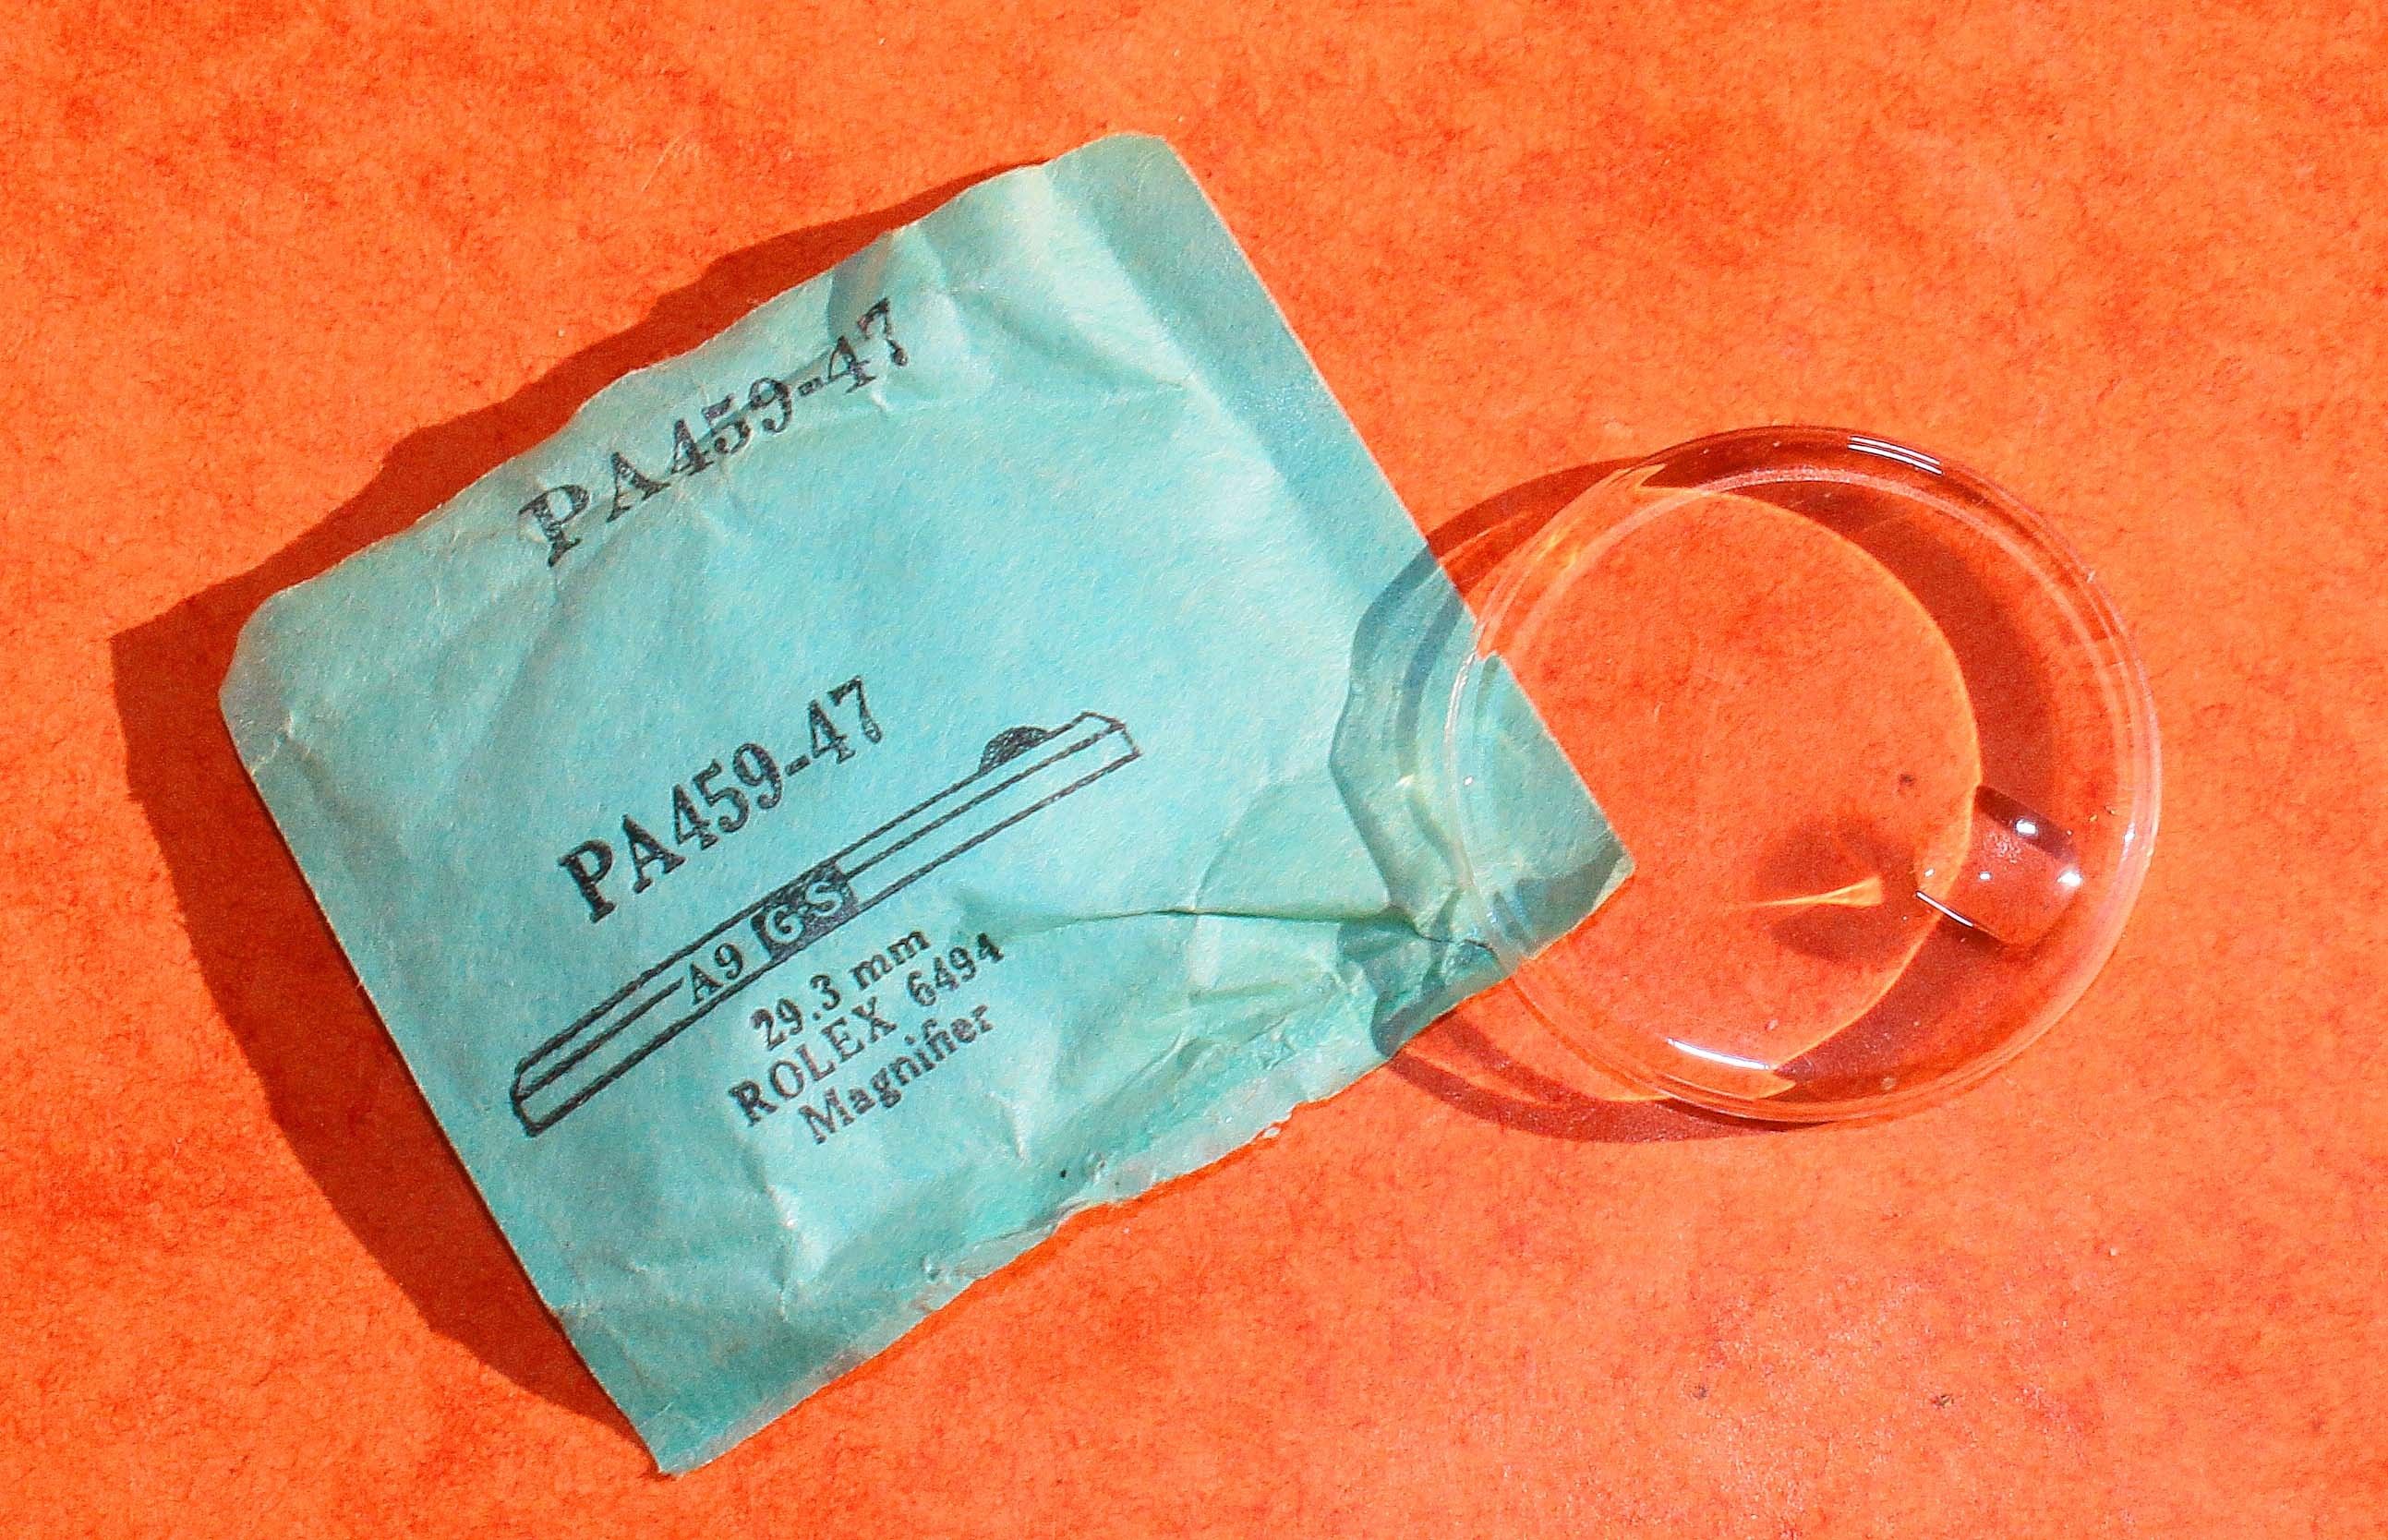 PA459-47
PA459-47
A9 GS
29.3 mm
ROLEX 6494
Magnifier